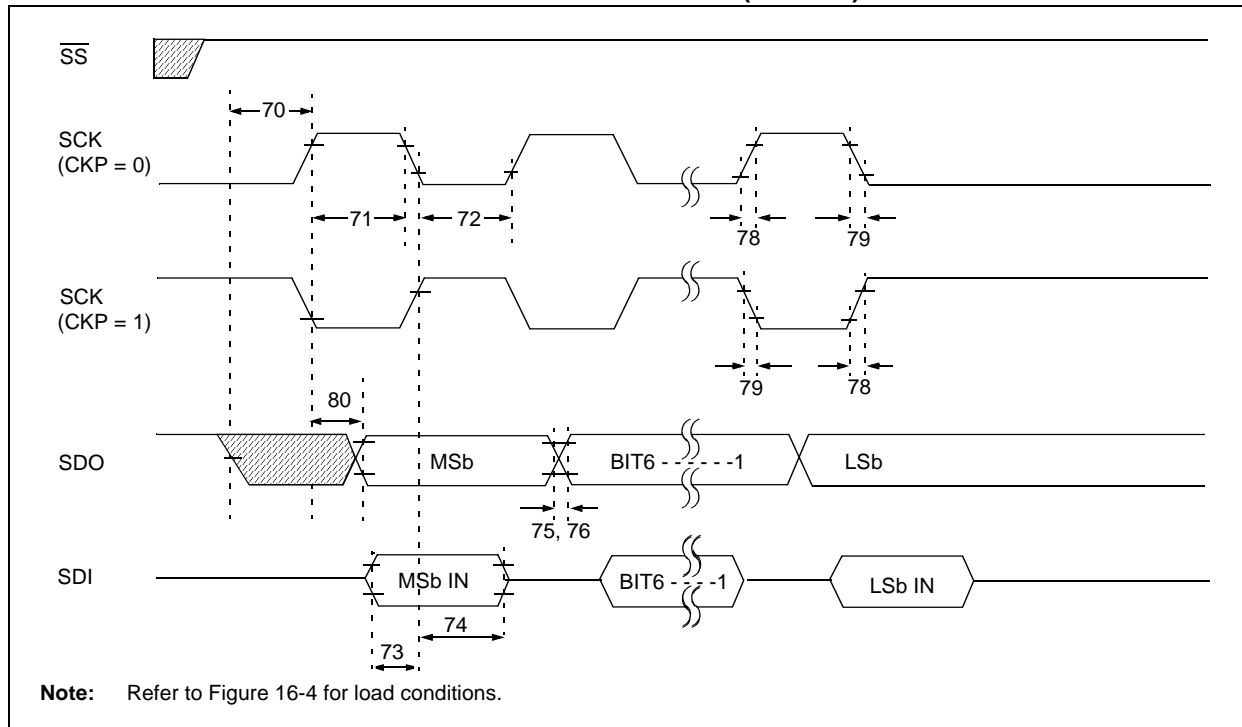 SS
70
SCK
(CKP = 0)
71
72
78
79
SCK
(CKP = 1)
79
78
80
SDO
MSb
BIT6 - - - - - -1
LSb
75, 76
SDI
MSb IN
BIT6 - - - - -1
LSb IN
74
73
Note: Refer to Figure 16-4 for load conditions.